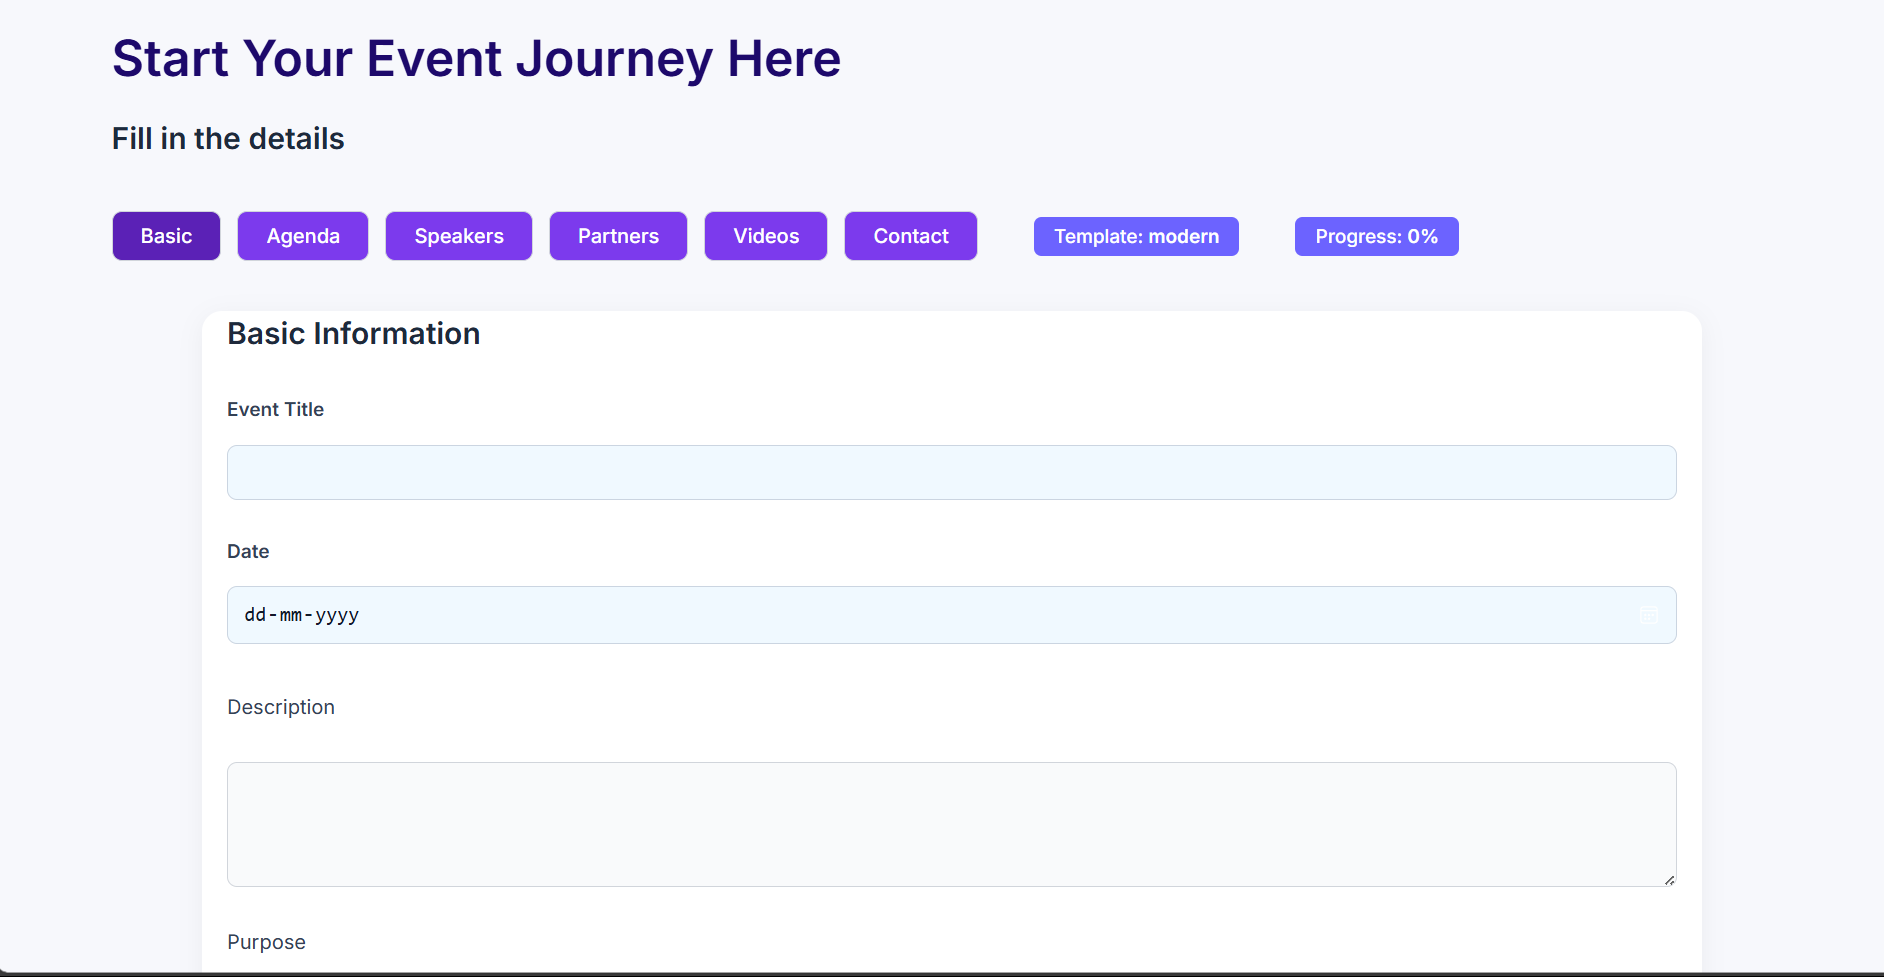 Start Your Event Journey Here
Fill in the details
Basic Agenda Speakers Partners Videos Contact Template: modern Progress: 0%
Basic Information
Event Title
Date
dd-mm-yyyy
Description
Purpose